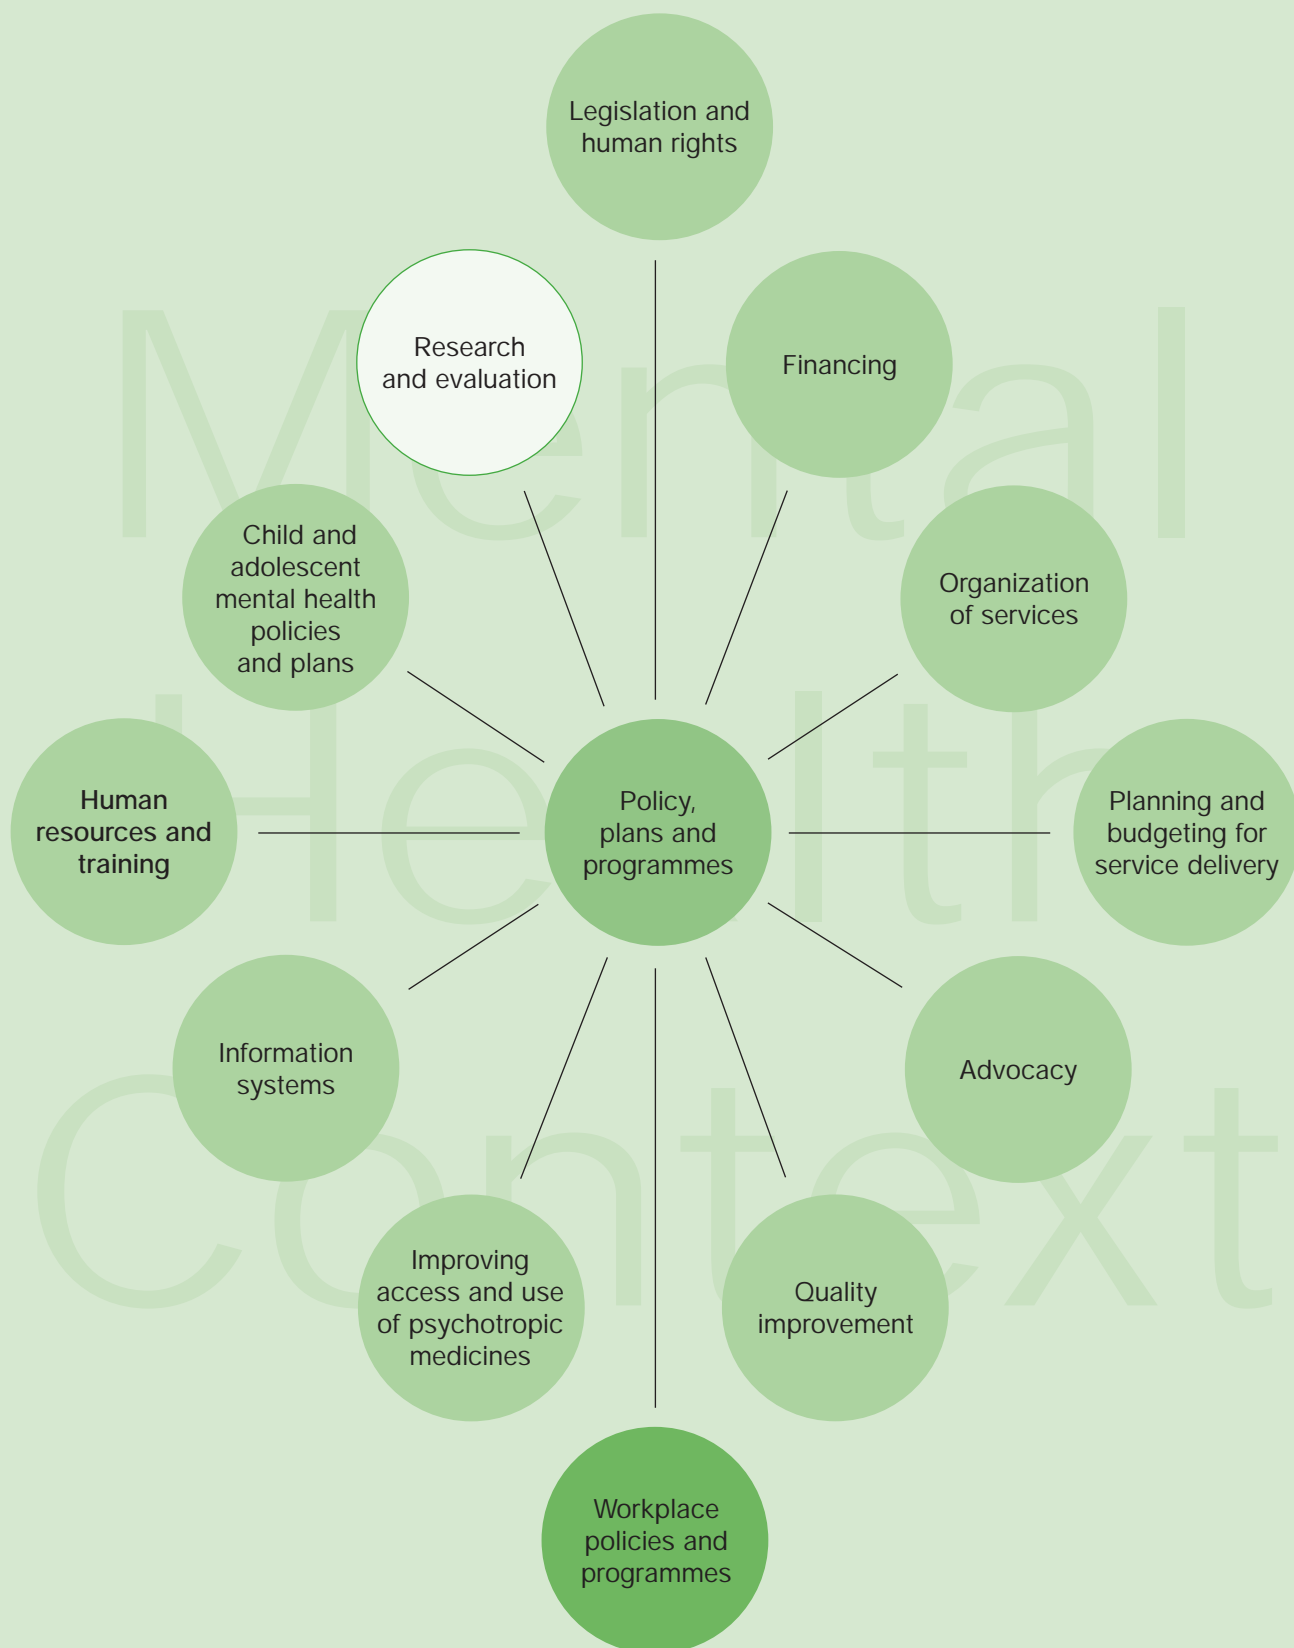 Mental
Health
Context
Legislation and
human rights
Research
and evaluation
Financing
Child and
adolescent
mental health
policies
and plans
Organization
of services
Human
resources and
training
Policy,
plans and
programmes
Planning and
budgeting for
service delivery
Information
systems
Advocacy
Improving
access and use
of psychotropic
medicines
Quality
improvement
Workplace
policies and
programmes